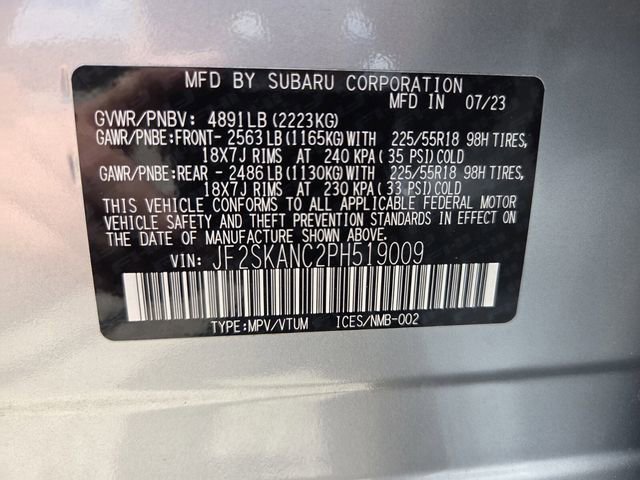 MFD BY SUBARU CORPORATION
MFD IN 07/23
GVWR/PNBV: 4891LB(2223KG)
GAWR/PNBE:FRONT-2563LB(1165KG)WITH 225/55R18 98H TIRES,
18X7J RIMS AT 240 KPA(35 PSI)COLD
GAWR/PNBE:REAR -2486LB(1130KG)WITH 225/55R18 98H TIRES,
18X7J RIMS AT 230 KPA(33 PSI)COLD
THIS VEHICLE CONFORMS TO ALL APPLICABLE FEDERAL MOTOR
VEHICLE SAFETY AND THEFT PREVENTION STANDARDS IN EFFECT ON
THE DATE OF MANUFACTURE SHOWN ABOVE.
VIN: JF2SKANC2PH519009
TYPE:MPV/VTUM ICES/NMB-002